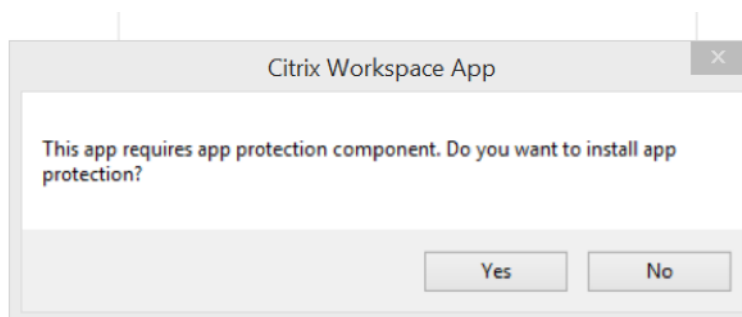 Citrix Workspace App
This app requires app protection component. Do you want to install app
protection?
Yes
No